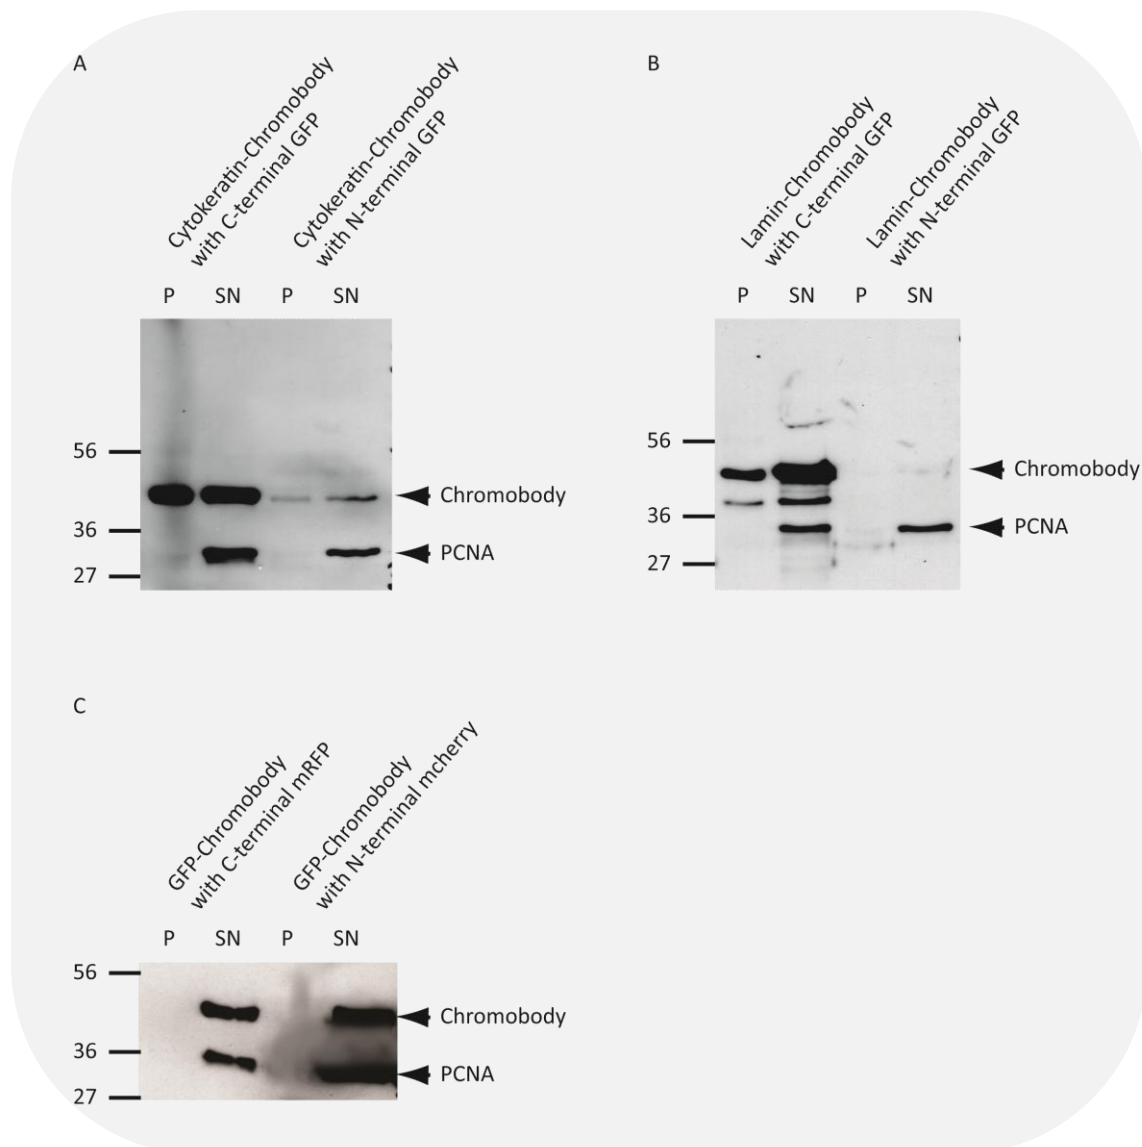 A
Cytokeratin-Chromobody
with C-terminal GFP
Cytokeratin-Chromobody
with N-terminal GFP
P SN P SN
56
36
27
Chromobody
PCNA
B
Lamin-Chromobody
with C-terminal GFP
Lamin-Chromobody
with N-terminal GFP
P SN P SN
56
36
27
Chromobody
PCNA
C
GFP-Chromobody
with C-terminal mRFP
GFP-Chromobody
with N-terminal mcherry
P SN P SN
56
36
27
Chromobody
PCNA